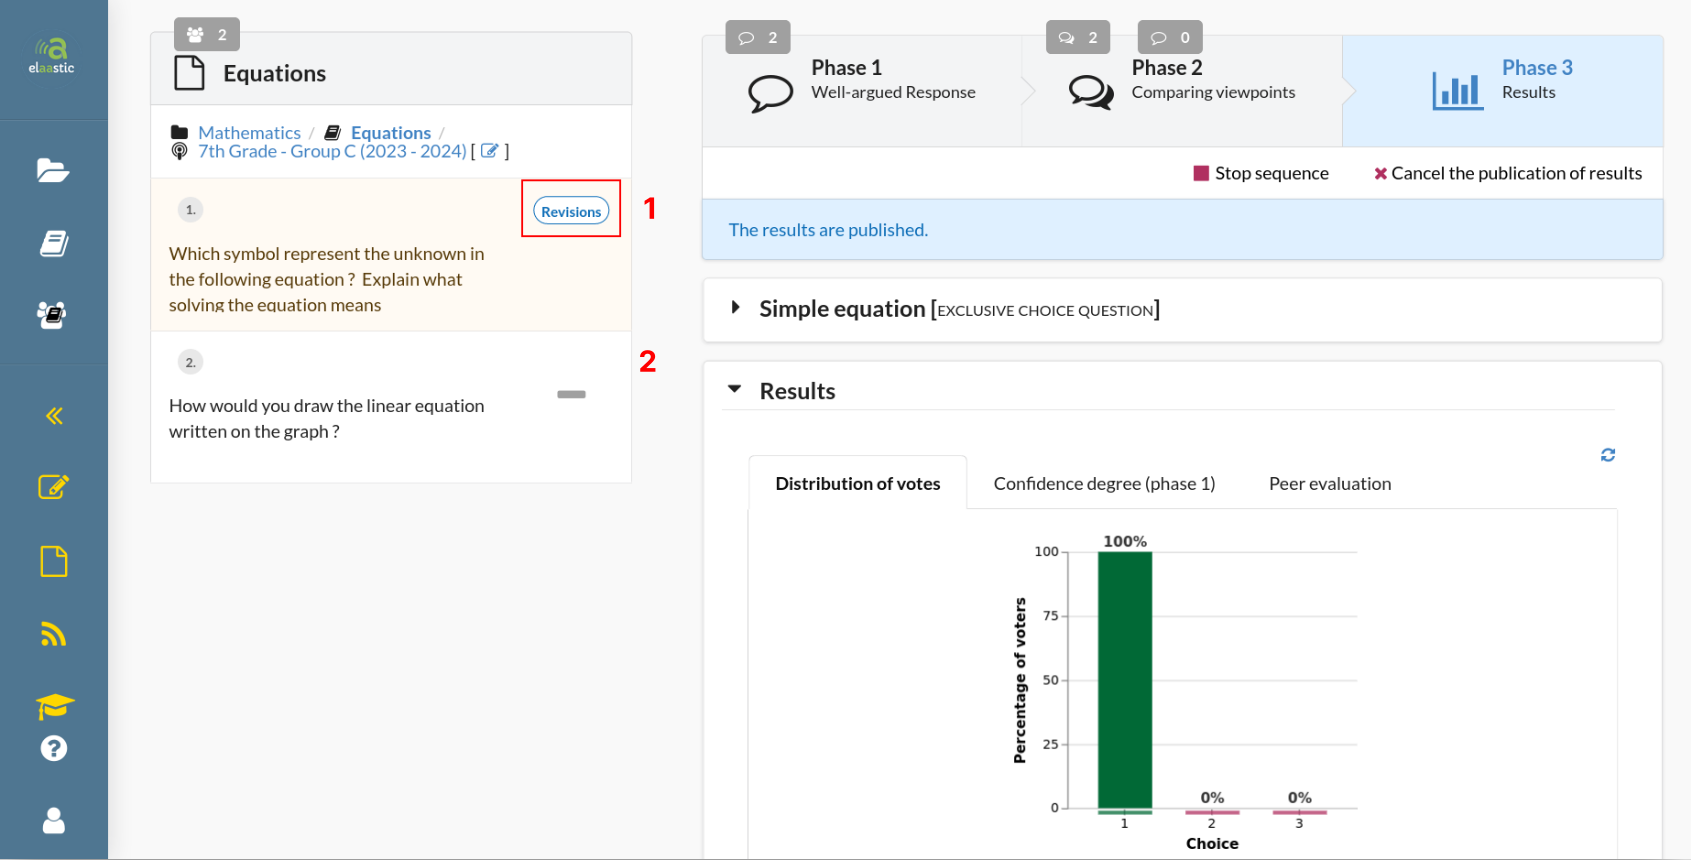 elaastic
2
Equations
Mathematics / Equations /
7th Grade - Group C (2023 - 2024) [ ]
1.
Revisions
1
Which symbol represent the unknown in
the following equation ? Explain what
solving the equation means
2.
2
How would you draw the linear equation
written on the graph ?
2
Phase 1
Well-argued Response
2
0
Phase 2
Comparing viewpoints
Phase 3
Results
Stop sequence
Cancel the publication of results
The results are published.
Simple equation [EXCLUSIVE CHOICE QUESTION]
Results
Distribution of votes
Confidence degree (phase 1)
Peer evaluation
100%
100
75
50
25
0
0%
0%
1
2
3
Percentage of voters
Choice